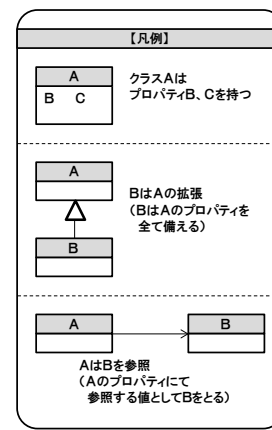 【凡例】
A
B C
クラスAは
プロパティB、Cを持つ
A
B
BはAの拡張
（BはAのプロパティを
全て備える）
A
B
AはBを参照
（Aのプロパティにて
参照する値としてBをとる）